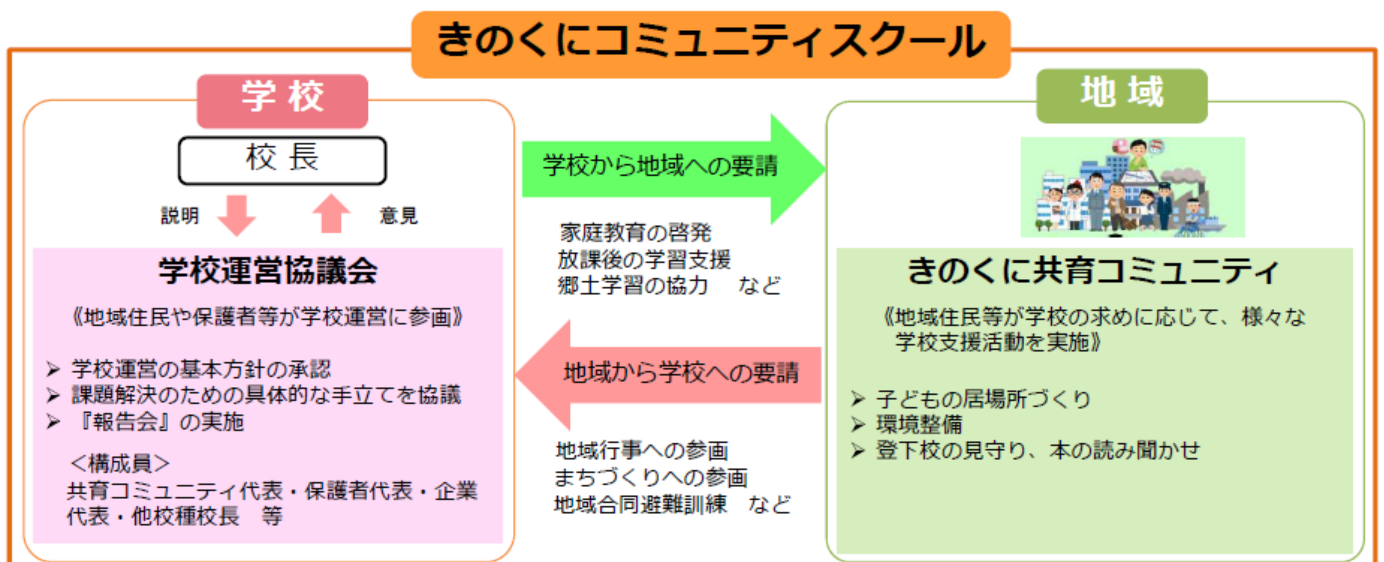 きのくにコミュニティスクール
学校
校長
説明
意見
学校運営協議会
《地域住民や保護者等が学校運営に参画》
➢ 学校運営の基本方針の承認
➢ 課題解決のための具体的な手立てを協議
➢ 『報告会』の実施
＜構成員＞
共育コミュニティ代表・保護者代表・企業
代表・他校種校長　等
学校から地域への要請
家庭教育の啓発
放課後の学習支援
郷土学習の協力　など
地域から学校への要請
地域行事への参画
まちづくりへの参画
地域合同避難訓練　など
地域
きのくに共育コミュニティ
《地域住民等が学校の求めに応じて、様々な
学校支援活動を実施》
➢ 子どもの居場所づくり
➢ 環境整備
➢ 登下校の見守り、本の読み聞かせ